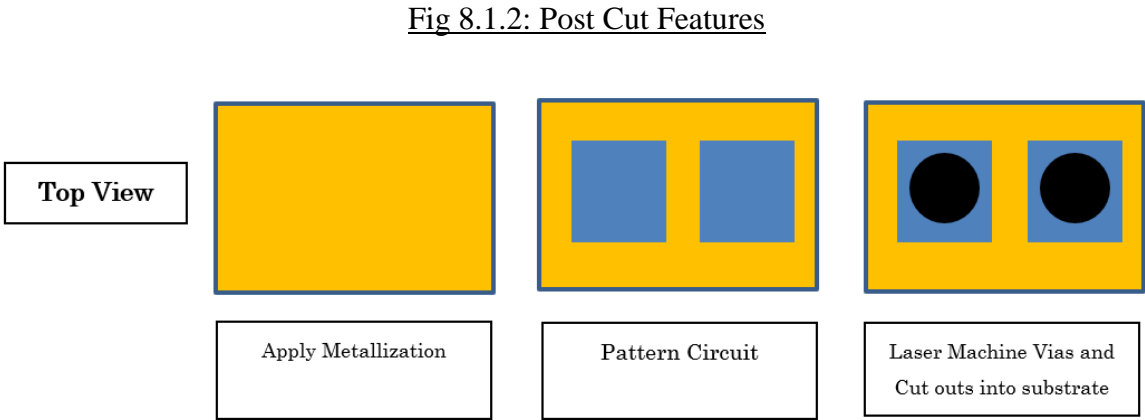 Fig 8.1.2: Post Cut Features
Top View
Apply Metallization
Pattern Circuit
Laser Machine Vias and
Cut outs into substrate